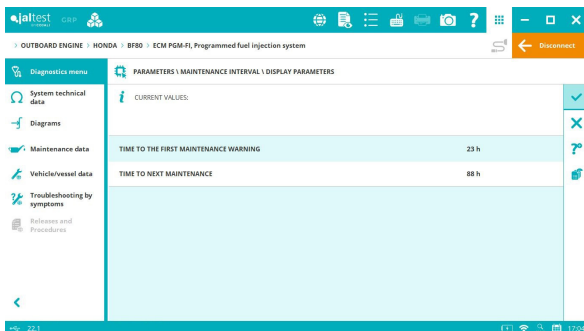 jaltest GRP
> OUTBOARD ENGINE > HONDA > BF80 > ECM PGM-FI, Programmed fuel injection system
Disconnect
Diagnostics menu
PARAMETERS \ MAINTENANCE INTERVAL \ DISPLAY PARAMETERS
System technical
data
CURRENT VALUES:
Diagrams
Maintenance data
TIME TO THE FIRST MAINTENANCE WARNING 23 h
Vehicle/vessel data
TIME TO NEXT MAINTENANCE 88 h
Troubleshooting by
symptoms
Releases and
Procedures
22.1